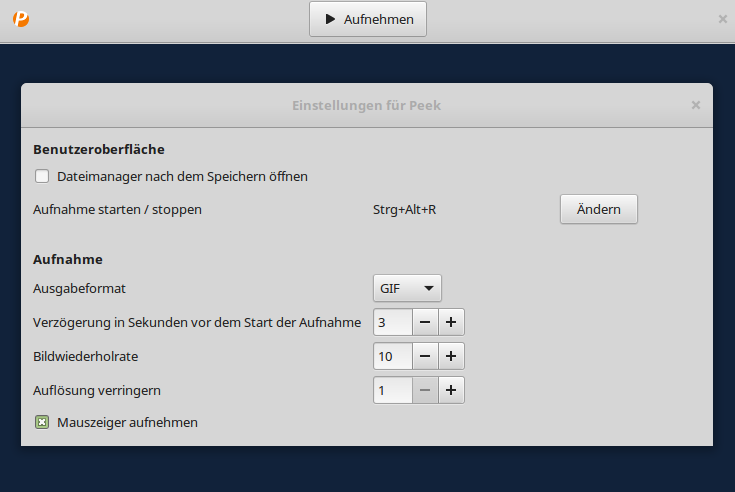 P
Aufnehmen
Einstellungen für Peek
Benutzeroberfläche
Dateimanager nach dem Speichern öffnen
Aufnahme starten / stoppen Strg+Alt+R Ändern
Aufnahme
Ausgabeformat GIF
Verzögerung in Sekunden vor dem Start der Aufnahme 3
Bildwiederholrate 10
Auflösung verringern 1
Mauszeiger aufnehmen